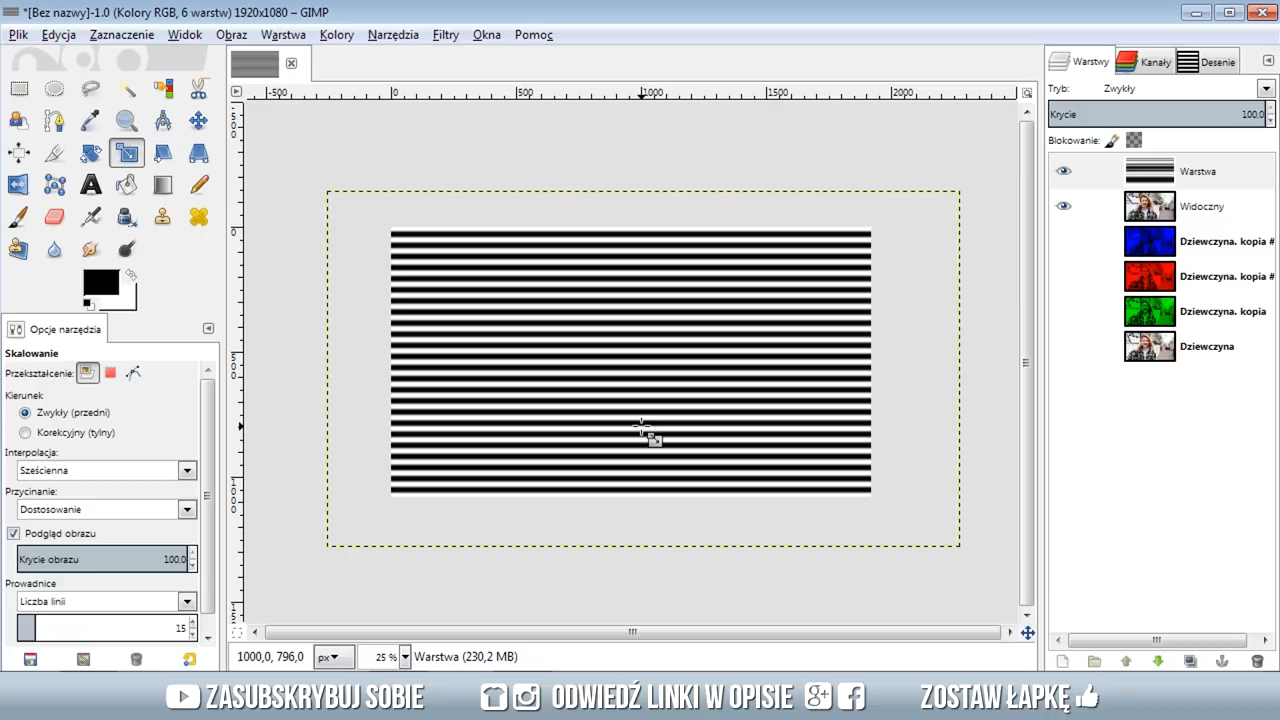 *[Bez nazwy]-1.0 (Kolory RGB, 6 warstw) 1920x1080 – GIMP
Plik Edycja Zaznaczenie Widok Obraz Warstwa Kolory Narzędzia Filtry Okna Pomoc
Warstwy Kanały Desenie
-500 0 500 1000 1500 2000
Tryb: Zwykły
Krycie 100,0
Blokowanie:
Warstwa
Widoczny
Dziewczyna. kopia #
Dziewczyna. kopia #
Dziewczyna. kopia
Dziewczyna
Opcje narzędzia
Skalowanie
Przekształcenie:
Kierunek
Zwykły (przedni)
Korekcyjny (tylny)
Interpolacja:
Sześcienna
Przycinanie:
Dostosowanie
Podgląd obrazu
Krycie obrazu 100,0
Prowadnice
Liczba linii
15
1000,0, 796,0 px 25 % Warstwa (230,2 MB)
ZASUBSKRYBUJ SOBIE ODWIEDŹ LINKI W OPISIE g+ f ZOSTAW ŁAPKĘ